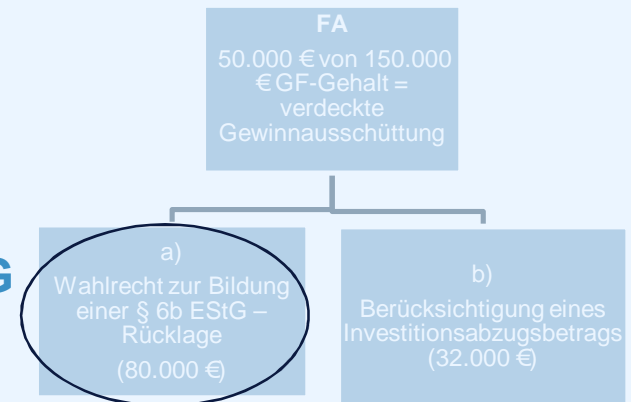 FA
50.000 € von 150.000
€ GF-Gehalt =
verdeckte
Gewinnausschüttung
G
a)
Wahlrecht zur Bildung
einer § 6b EStG –
Rücklage
(80.000 €)
b)
Berücksichtigung eines
Investitionsabzugsbetrags
(32.000 €)